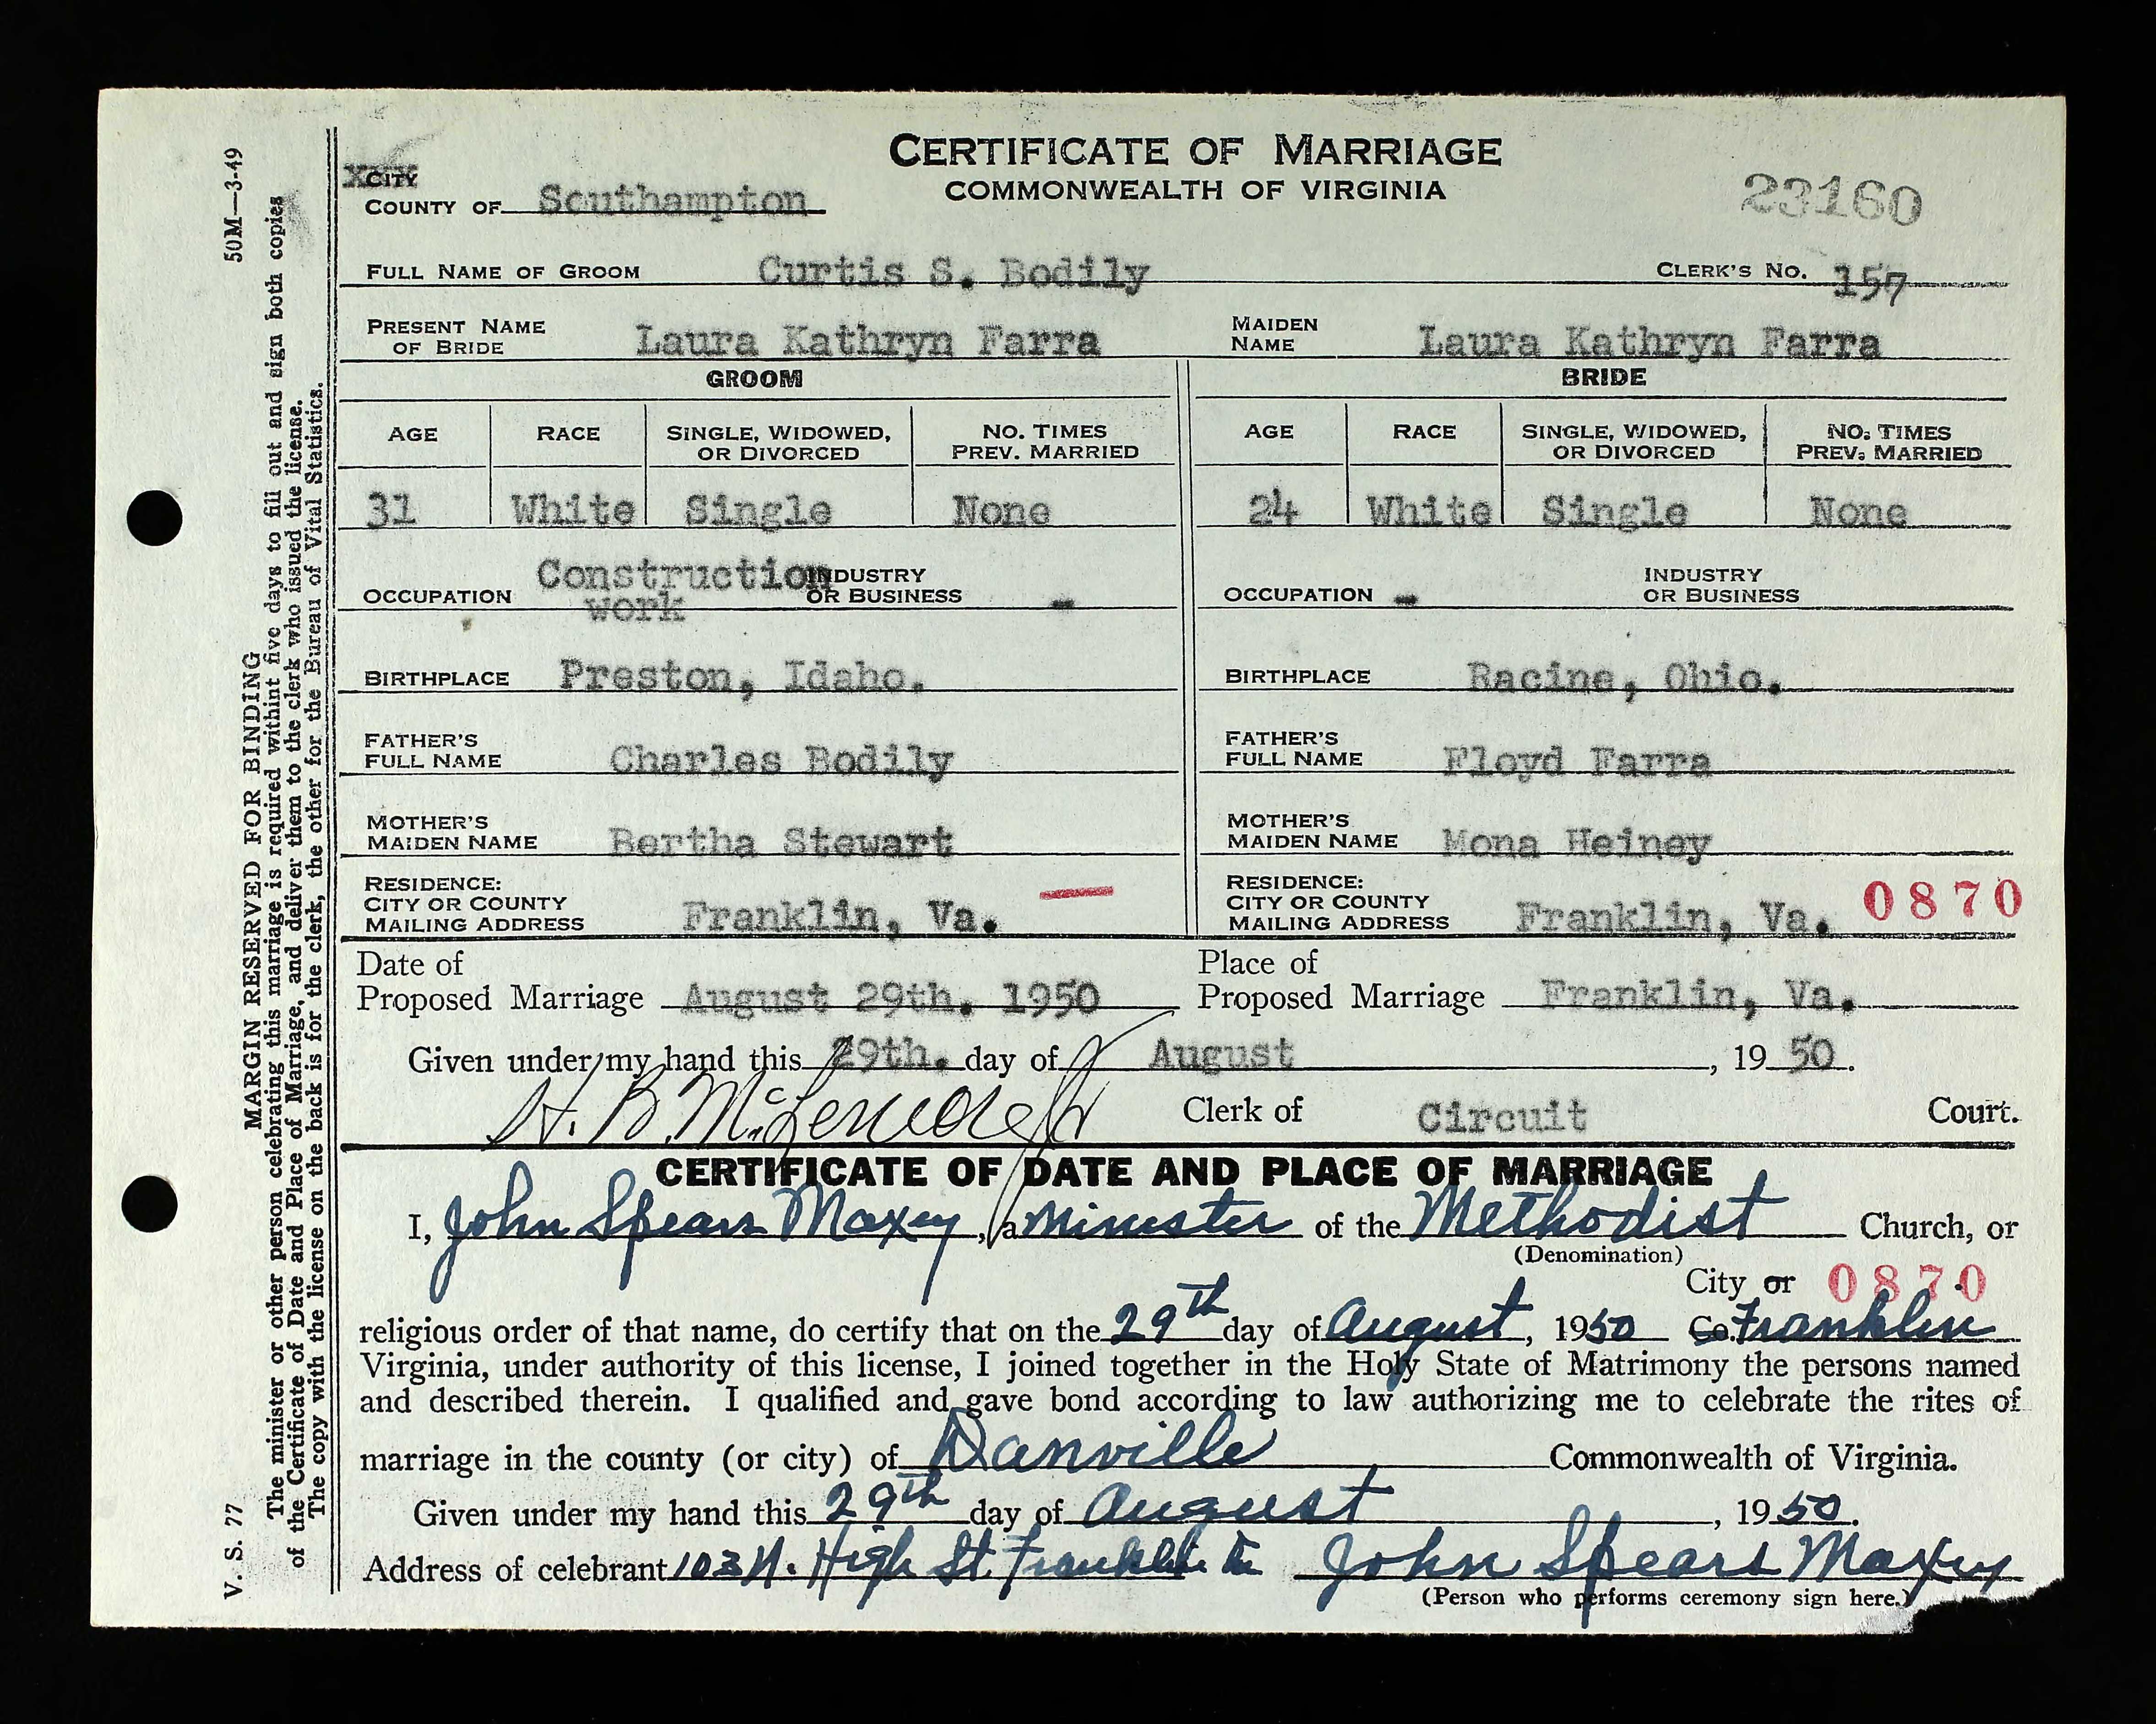 CERTIFICATE OF MARRIAGE
COMMONWEALTH OF VIRGINIA
CITY
COUNTY OF Southampton
23160
FULL NAME OF GROOM Curtis S. Bodily CLERK'S NO. 157
PRESENT NAME OF BRIDE Laura Kathryn Farra MAIDEN NAME Laura Kathryn Farra
GROOM BRIDE
AGE RACE SINGLE, WIDOWED, OR DIVORCED NO. TIMES PREV. MARRIED AGE RACE SINGLE, WIDOWED, OR DIVORCED NO. TIMES PREV. MARRIED
31 White Single None 24 White Single None
OCCUPATION Construction work INDUSTRY OR BUSINESS - OCCUPATION - INDUSTRY OR BUSINESS
BIRTHPLACE Preston, Idaho. BIRTHPLACE Racine, Ohio.
FATHER'S FULL NAME Charles Bodily FATHER'S FULL NAME Floyd Farra
MOTHER'S MAIDEN NAME Bertha Stewart MOTHER'S MAIDEN NAME Mona Heiney
RESIDENCE: CITY OR COUNTY MAILING ADDRESS Franklin, Va. RESIDENCE: CITY OR COUNTY MAILING ADDRESS Franklin, Va. 0870
Date of Proposed Marriage August 29th. 1950 Place of Proposed Marriage Franklin, Va.
Given under my hand this 29th. day of August, 1950.
H. B. Clerk of Circuit Court.
CERTIFICATE OF DATE AND PLACE OF MARRIAGE
I, John Spears Maxey, a Minister of the Methodist Church, or
(Denomination)
City or 0870
religious order of that name, do certify that on the 29th day of August, 1950 Co. Franklin
Virginia, under authority of this license, I joined together in the Holy State of Matrimony the persons named
and described therein. I qualified and gave bond according to law authorizing me to celebrate the rites of
marriage in the county (or city) of Danville Commonwealth of Virginia.
Given under my hand this 29th day of August, 1950.
Address of celebrant 103 N. High St. Franklin Va John Spears Maxey
(Person who performs ceremony sign here.)
V. S. 77 MARGIN RESERVED FOR BINDING 50M—3-49
The minister or other person celebrating this marriage is required withint five days to fill out and sign both copies
of the Certificate of Date and Place of Marriage, and deliver them to the clerk who issued the license.
The copy with the license on the back is for the clerk, the other for the Bureau of Vital Statistics.